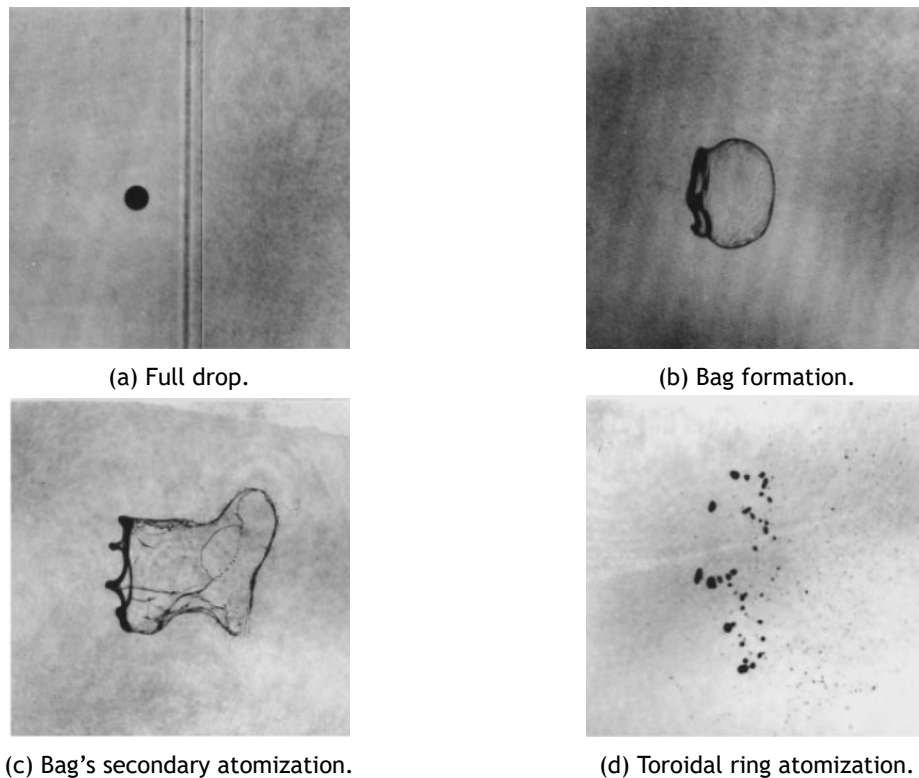 (a) Full drop.
(b) Bag formation.
(c) Bag’s secondary atomization.
(d) Toroidal ring atomization.